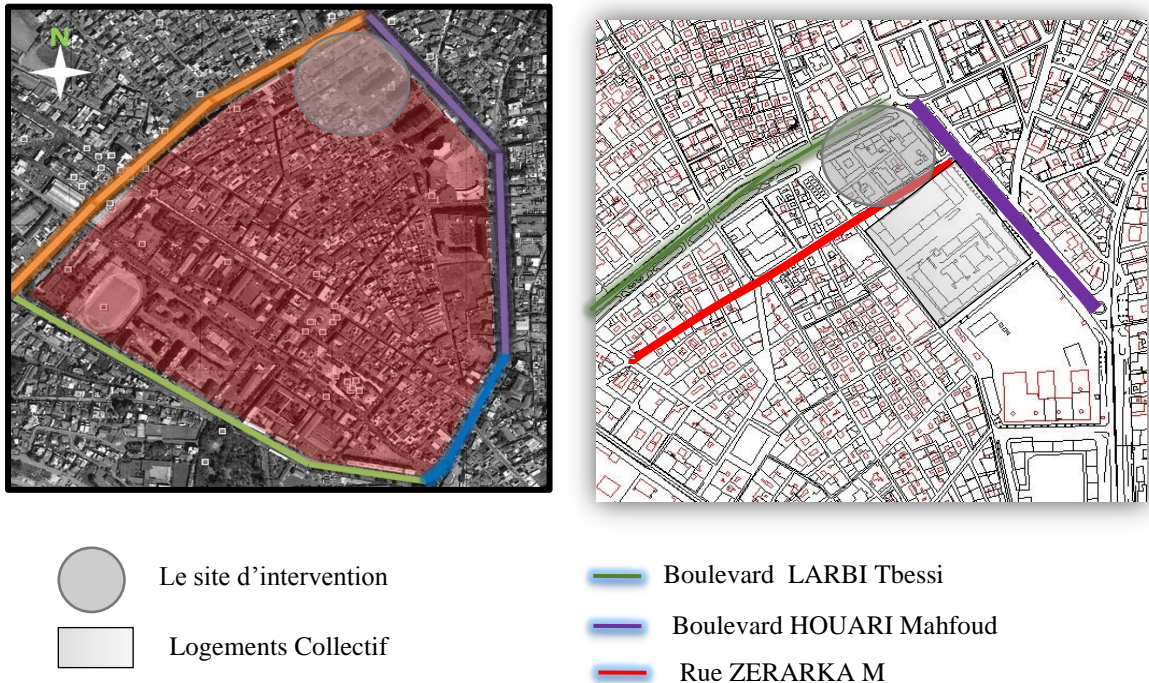 N
Le site d’intervention
Logements Collectif
Boulevard LARBI Tbessi
Boulevard HOUARI Mahfoud
Rue ZERARKA M